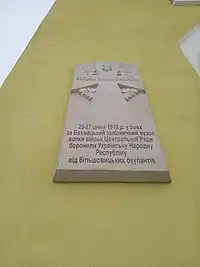 25-27 січня 1918 р. у боях
за Бахмацький залізничний вузол
вояки військ Центральної Ради
боронили Українську Народну
Республіку
від більшовицьких окупантів